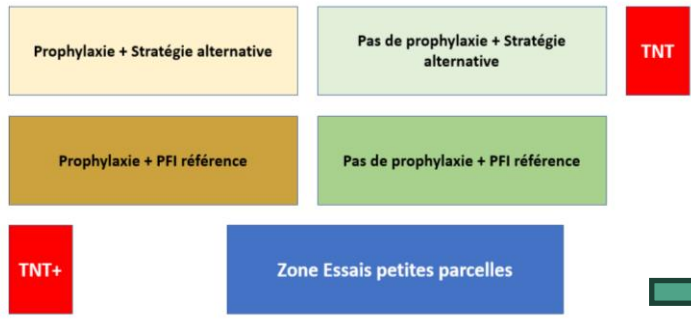 Prophylaxie + Stratégie alternative
Pas de prophylaxie + Stratégie
alternative
TNT
Prophylaxie + PFI référence
Pas de prophylaxie + PFI référence
TNT+
Zone Essais petites parcelles